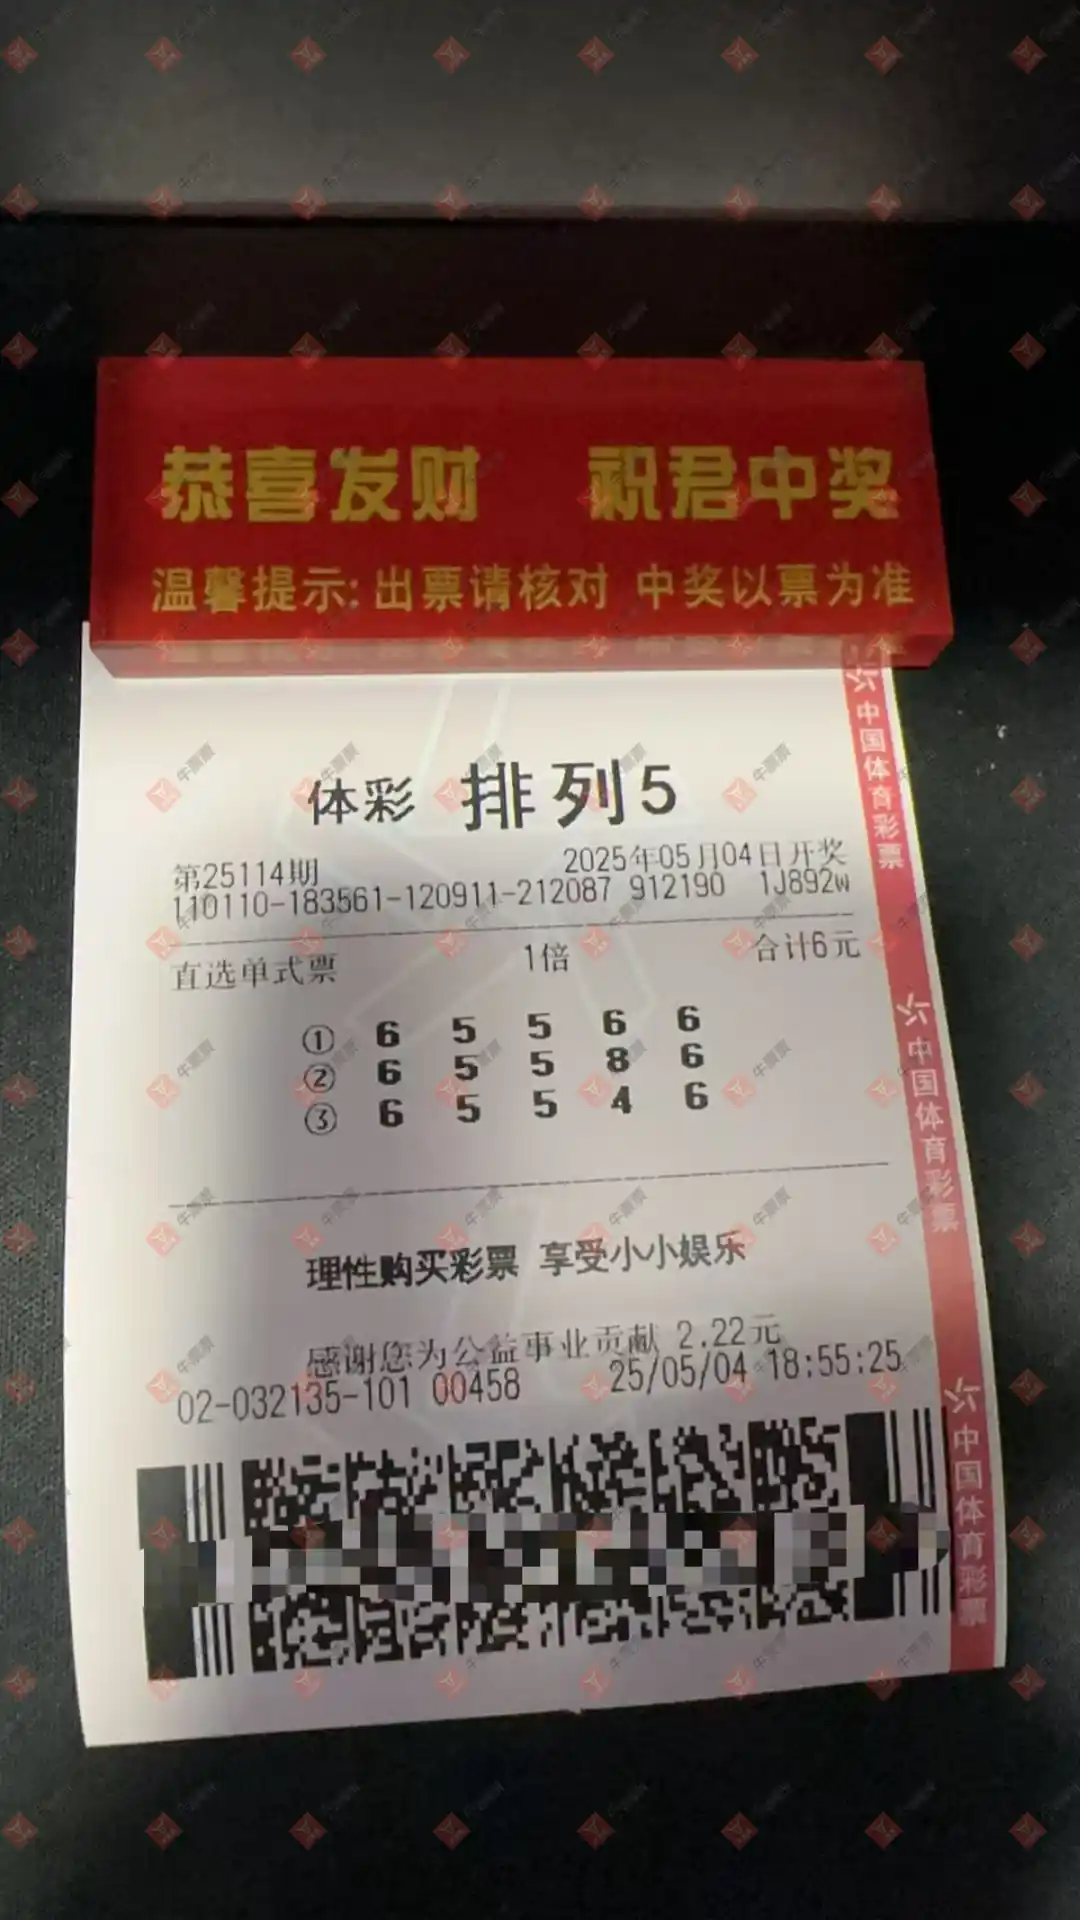 恭喜发财 祝君中奖
温馨提示: 出票请核对 中奖以票为准
体彩 排列5
第25114期 2025年05月04日开奖
110110-183561-120911-212087 912190 1J892w
直选单式票 1倍 合计6元
① 6 5 5 6 6
② 6 5 5 8 6
③ 6 5 5 4 6
理性购买彩票 享受小小娱乐
感谢您为公益事业贡献 2.22元
02-032135-101 00458 25/05/04 18:55:25
中国体育彩票
中国体育彩票
中国体育彩票
牛票票